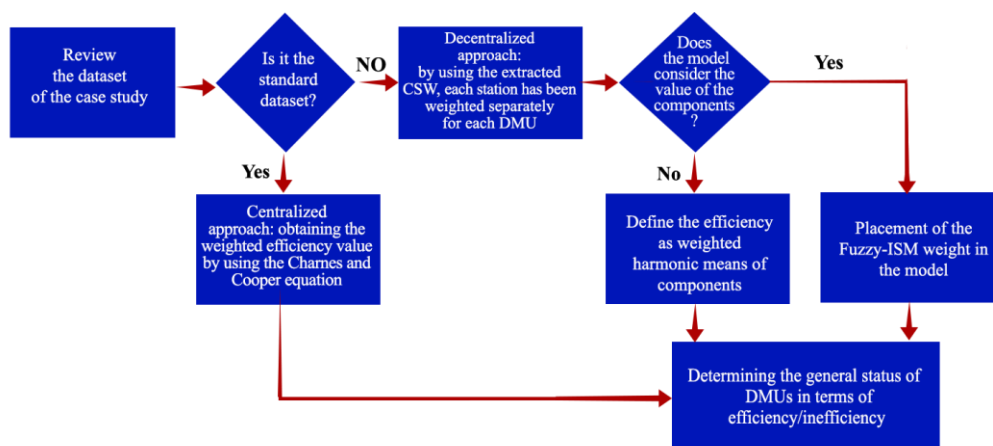 Review
the dataset
of the case study
Is it the
standard
dataset?
NO
Decentralized
approach:
by using the extracted
CSW, each station has been
weighted separately
for each DMU
Does
the model
consider the
value of the
components
?
Yes
Yes
Centralized
approach: obtaining the
weighted efficiency value
by using the Charnes and
Cooper equation
No
Define the efficiency
as weighted
harmonic means of
components
Placement of the
Fuzzy-ISM weight in
the model
Determining the general status of
DMUs in terms of
efficiency/inefficiency